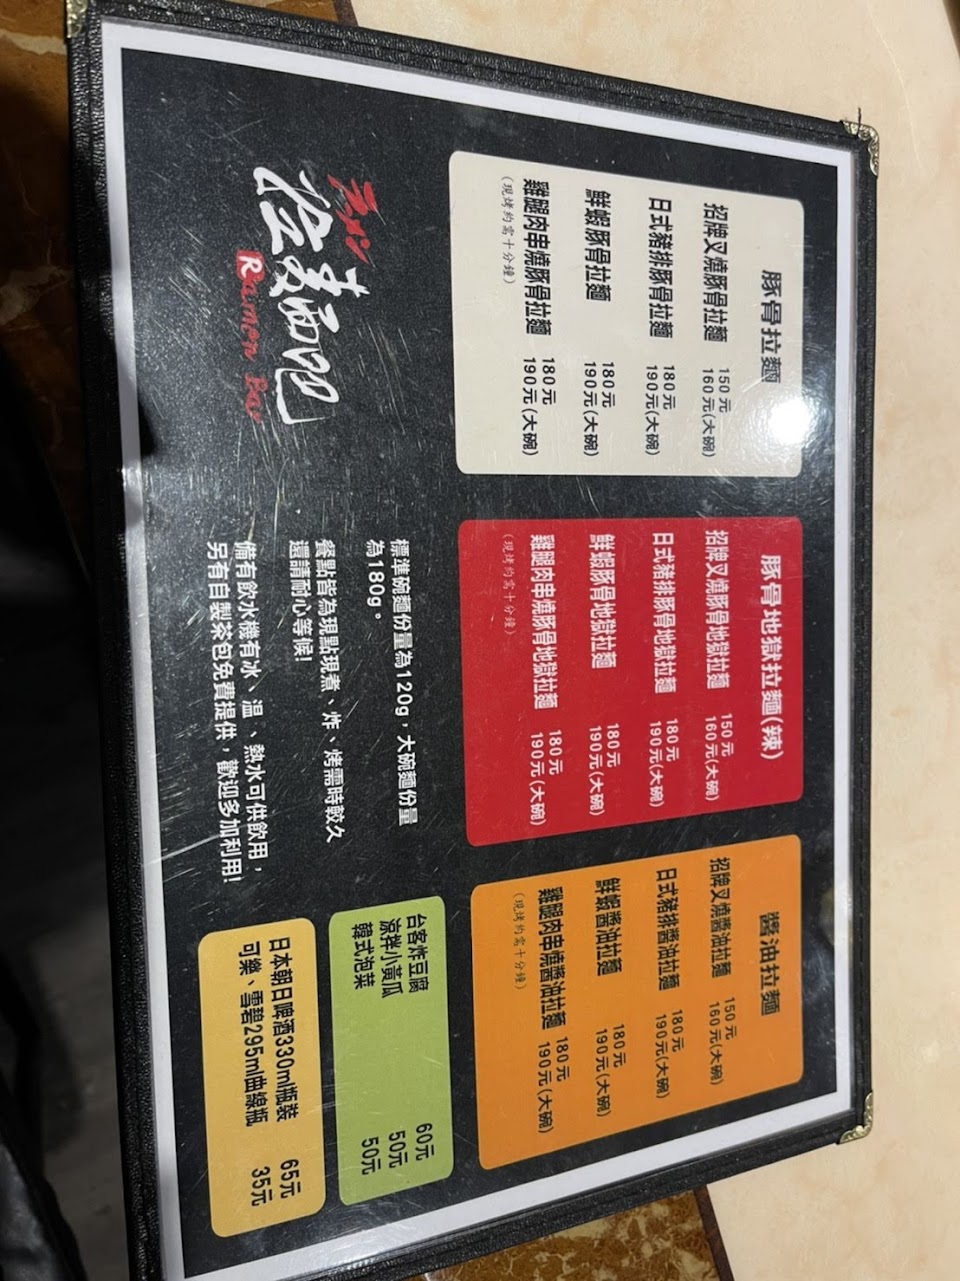 豚骨拉麵
招牌叉燒豚骨拉麵 150元
160元(大碗)
日式豬排豚骨拉麵 180元
190元(大碗)
鮮蝦豚骨拉麵 180元
190元(大碗)
雞腿肉串燒豚骨拉麵 180元
(現烤約需十分鐘) 190元(大碗)
豚骨地獄拉麵(辣)
招牌叉燒豚骨地獄拉麵 150元
160元(大碗)
日式豬排豚骨地獄拉麵 180元
190元(大碗)
鮮蝦豚骨地獄拉麵 180元
190元(大碗)
雞腿肉串燒豚骨地獄拉麵 180元
(現烤約需十分鐘) 190元(大碗)
醬油拉麵
招牌叉燒醬油拉麵 150元
160元(大碗)
日式豬排醬油拉麵 180元
190元(大碗)
鮮蝦醬油拉麵 180元
190元(大碗)
雞腿肉串燒醬油拉麵 180元
(現烤約需十分鐘) 190元(大碗)
ラメン
麵吧
Ramen Bar
標準碗麵份量為120g，大碗麵份量
為180g。
餐點皆為現點現煮、炸、烤需時較久
還請耐心等候!
備有飲水機有冰、溫、熱水可供飲用，
另有自製茶包免費提供，歡迎多加利用!
台客炸豆腐 60元
涼拌小黃瓜 50元
韓式泡菜 50元
日本朝日啤酒330ml瓶裝 65元
可樂、雪碧295ml曲線瓶 35元